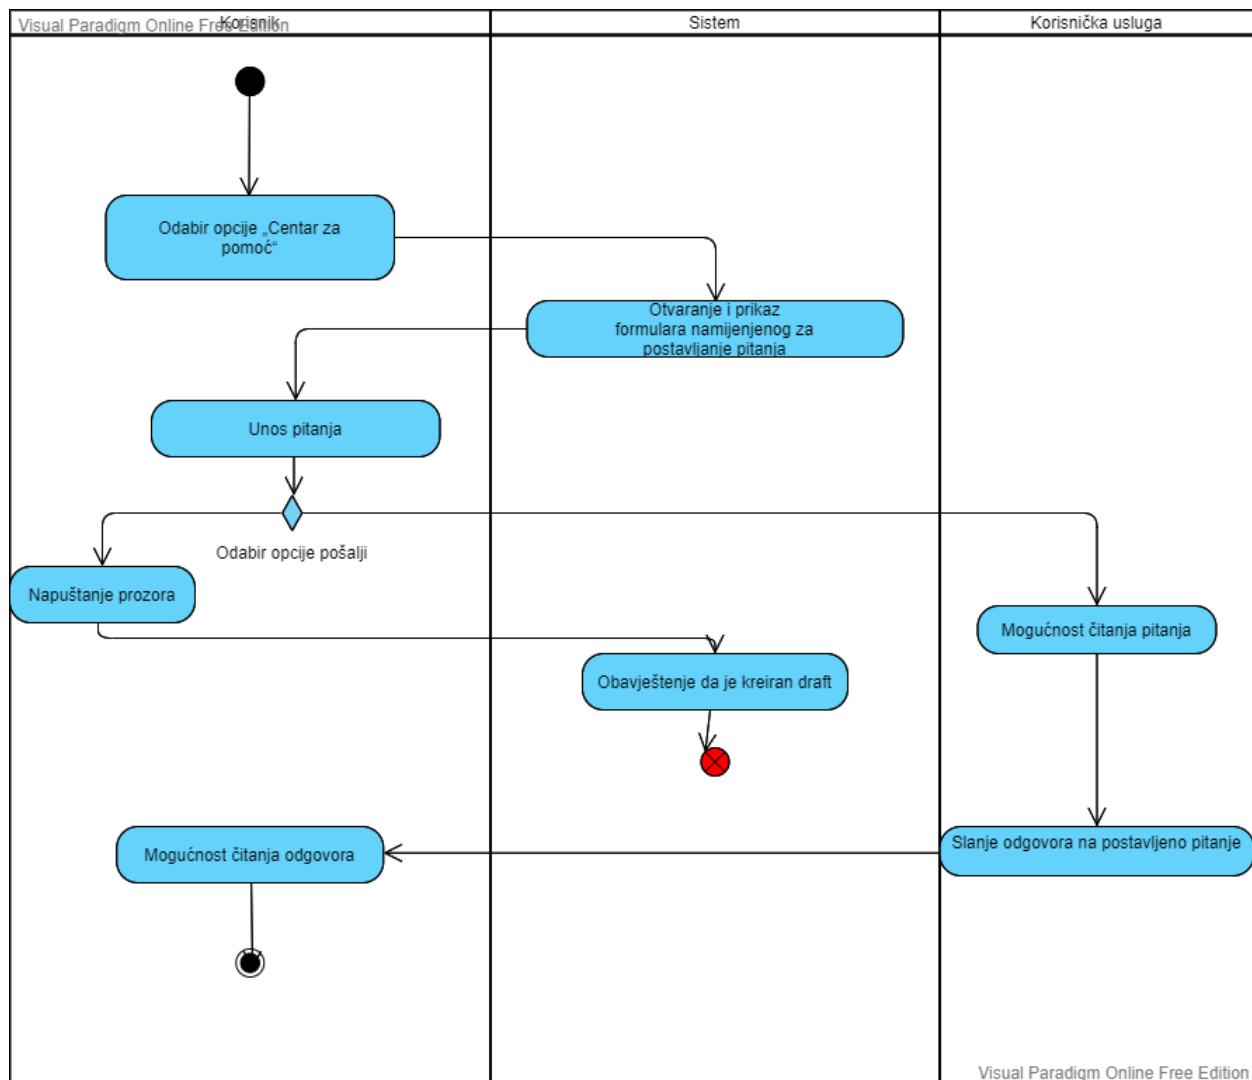 Visual Paradigm Online Free Edition
Korisnik
Sistem
Korisnička usluga
Odabir opcije „Centar za
pomoć“
Otvaranje i prikaz
formulara namijenjenog za
postavljanje pitanja
Unos pitanja
Odabir opcije pošalji
Napuštanje prozora
Mogućnost čitanja pitanja
Obavještenje da je kreiran draft
Slanje odgovora na postavljeno pitanje
Mogućnost čitanja odgovora
Visual Paradigm Online Free Edition